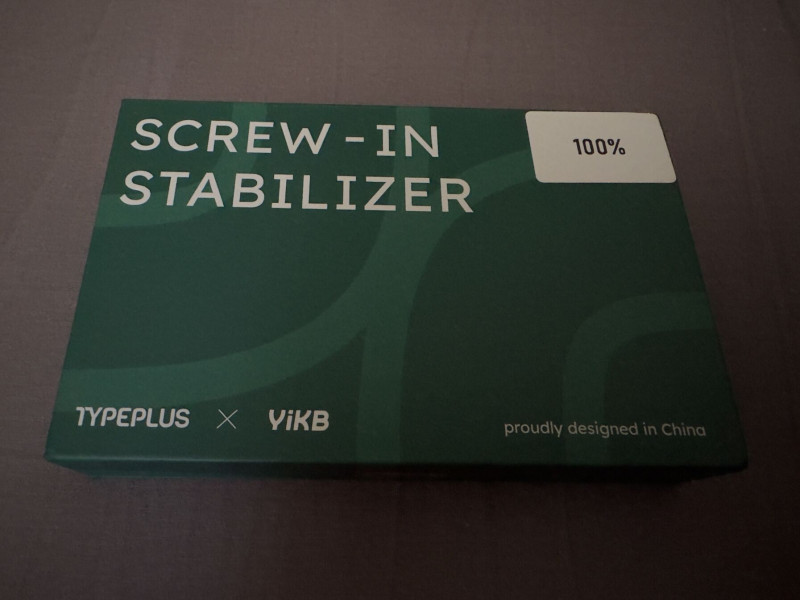 SCREW-IN
STABILIZER
100%
TYPEPLUS × YiKB
proudly designed in China